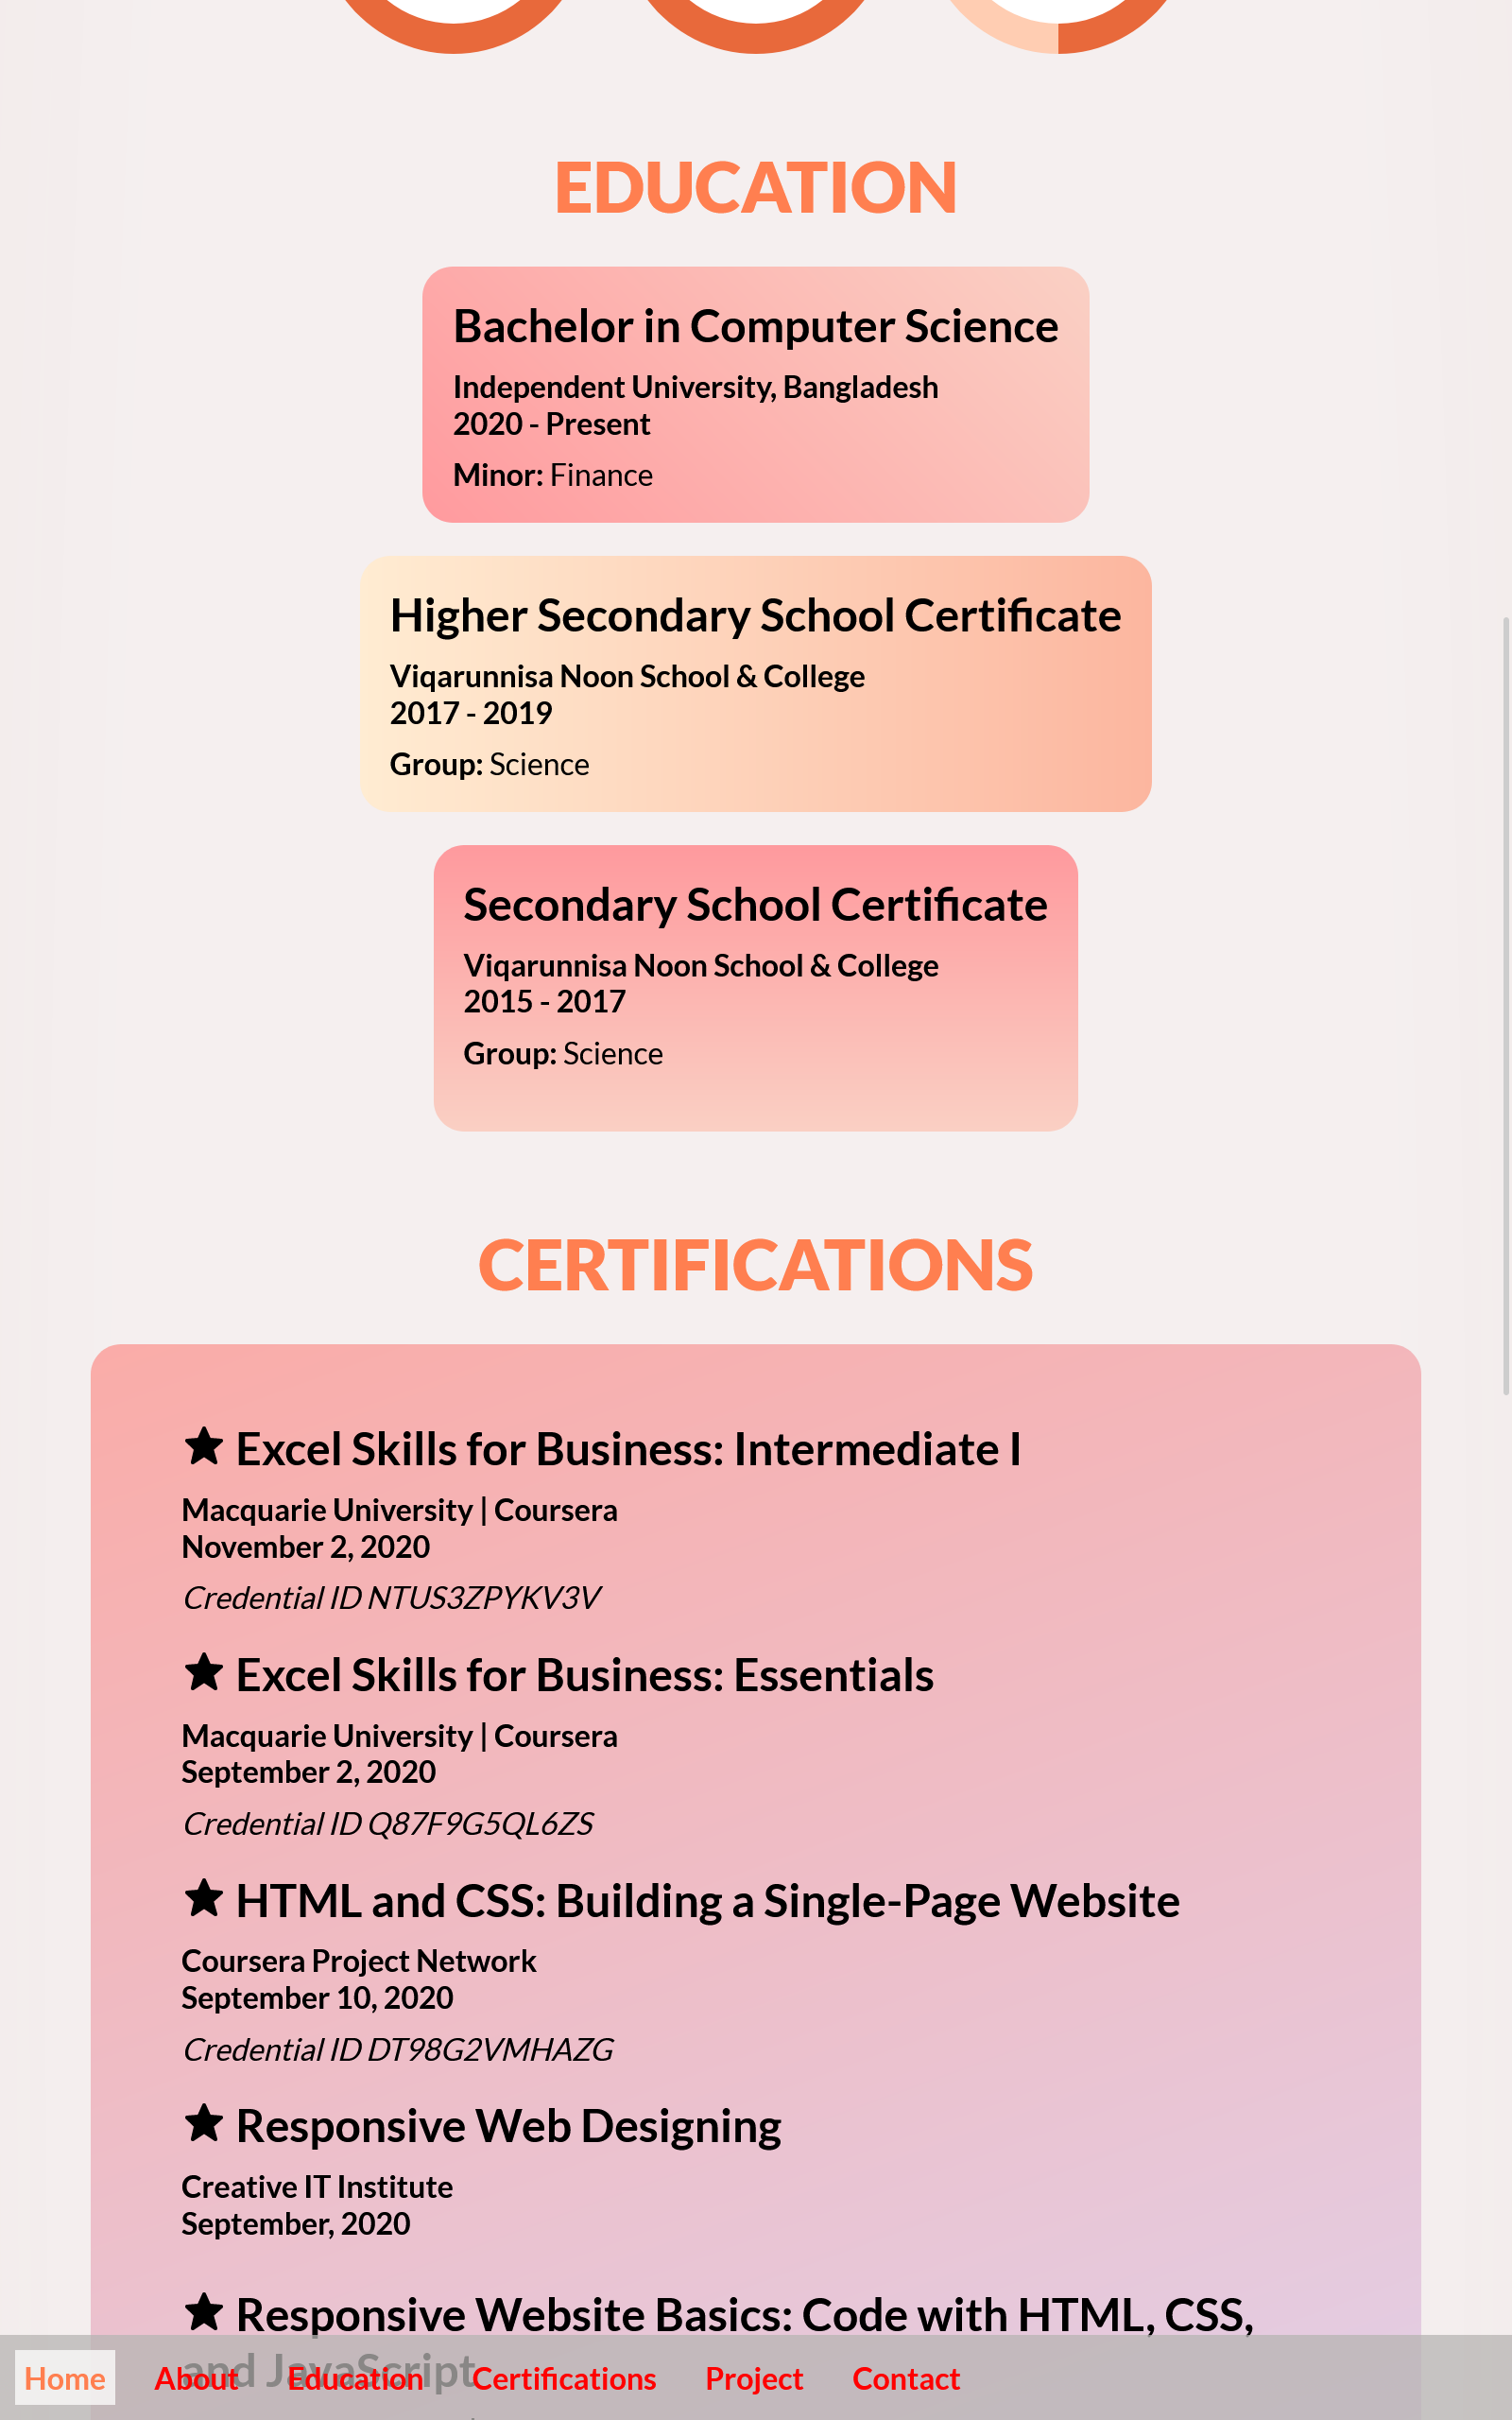 EDUCATION
Bachelor in Computer Science
Independent University, Bangladesh
2020 - Present
Minor: Finance
Higher Secondary School Certificate
Viqarunnisa Noon School & College
2017 - 2019
Group: Science
Secondary School Certificate
Viqarunnisa Noon School & College
2015 - 2017
Group: Science
CERTIFICATIONS
Excel Skills for Business: Intermediate I
Macquarie University | Coursera
November 2, 2020
Credential ID NTUS3ZPYKV3V
Excel Skills for Business: Essentials
Macquarie University | Coursera
September 2, 2020
Credential ID Q87F9G5QL6ZS
HTML and CSS: Building a Single-Page Website
Coursera Project Network
September 10, 2020
Credential ID DT98G2VMHAZG
Responsive Web Designing
Creative IT Institute
September, 2020
Responsive Website Basics: Code with HTML, CSS,
and JavaScript
Home About Education Certifications Project Contact